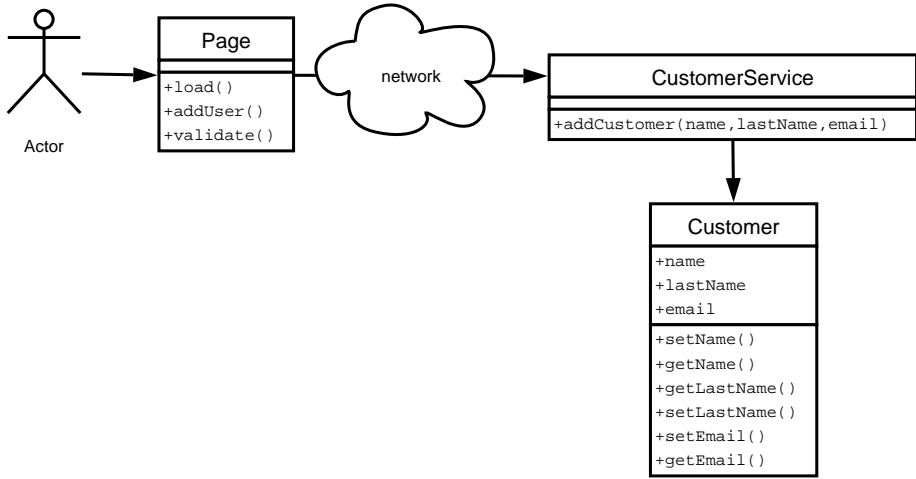 Actor
Page
+load()
+addUser()
+validate()
network
CustomerService
+addCustomer(name,lastName,email)
Customer
+name
+lastName
+email
+setName()
+getName()
+getLastName()
+setLastName()
+setEmail()
+getEmail()